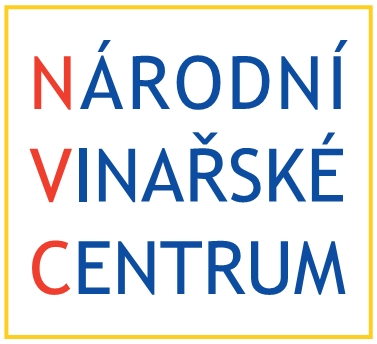 NÁRODNÍ
VINAŘSKÉ
CENTRUM